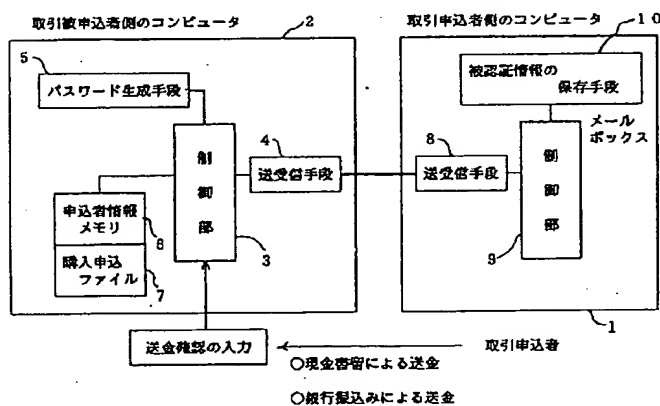 取引被申込者側のコンピュータ
2
5
パスワード生成手段
制
御
部
3
4
送受信手段
申込者情報
メモリ
6
購入申込
ファイル
7
送金確認の入力
取引申込者側のコンピュータ
10
被認証情報の
保存手段
メール
ボックス
8
送受信手段
制
御
部
9
1
取引申込者
○現金書留による送金
○銀行振込みによる送金